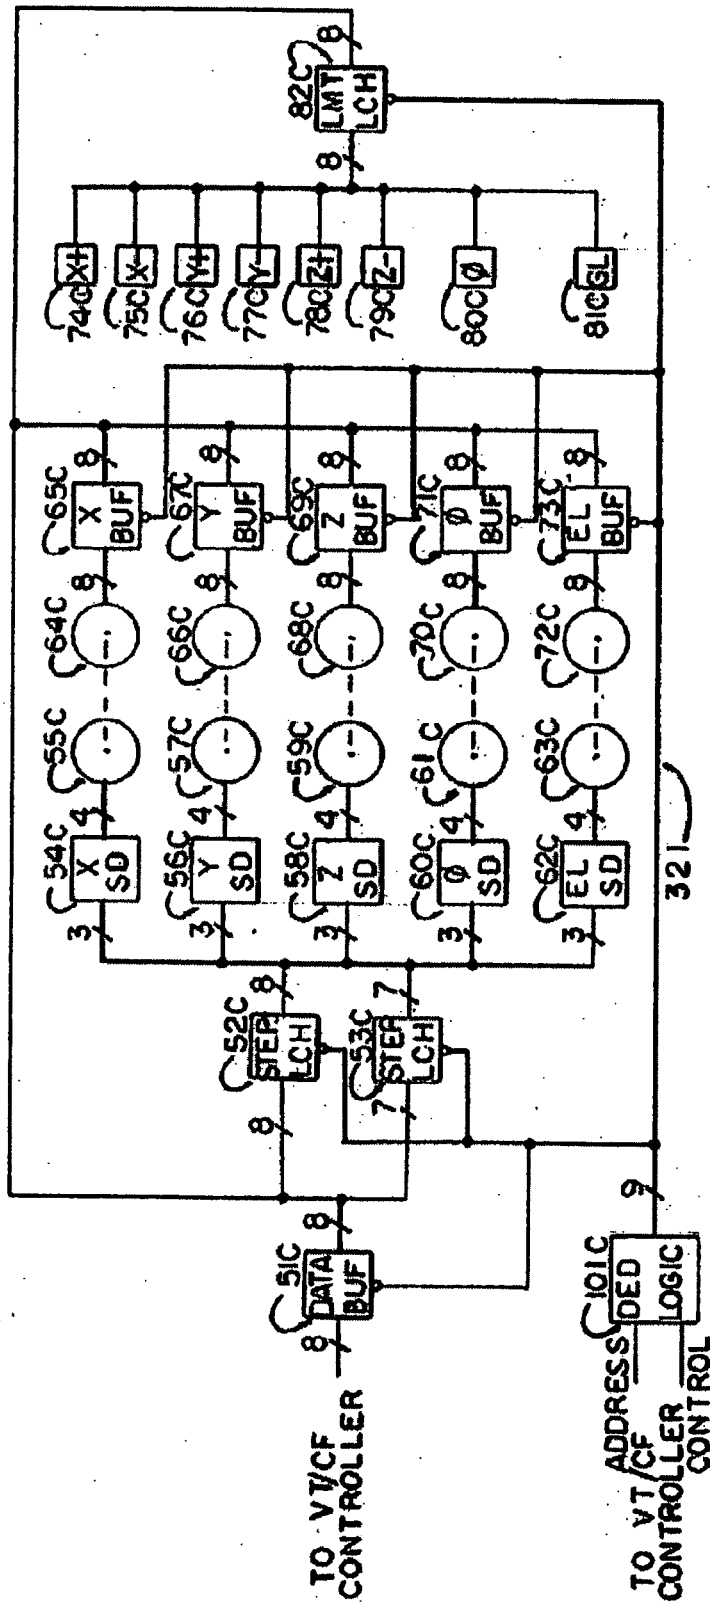 TO VT/CF
CONTROLLER
8
51C
DATA
BUF
8
8
52C
STEP
LCH
8
7
53C
STEP
LCH
7
3
54C
X
SD
4
55C
64C
8
65C
X
BUF
8
3
56C
Y
SD
4
57C
66C
8
67C
Y
BUF
8
3
58C
Z
SD
4
59C
68C
8
69C
Z
BUF
8
3
60C
Ø
SD
4
61C
70C
8
71C
Ø
BUF
8
3
62C
EL
SD
4
63C
72C
8
73C
EL
BUF
8
74C
X+
75C
X-
76C
Y+
77C
Y-
78C
Z+
79C
Z-
80C
Ø
81C
GL
8
82C
LMT
LCH
8
ADDRESS
TO VT/CF
CONTROLLER
CONTROL
101C
DED
LOGIC
9
321